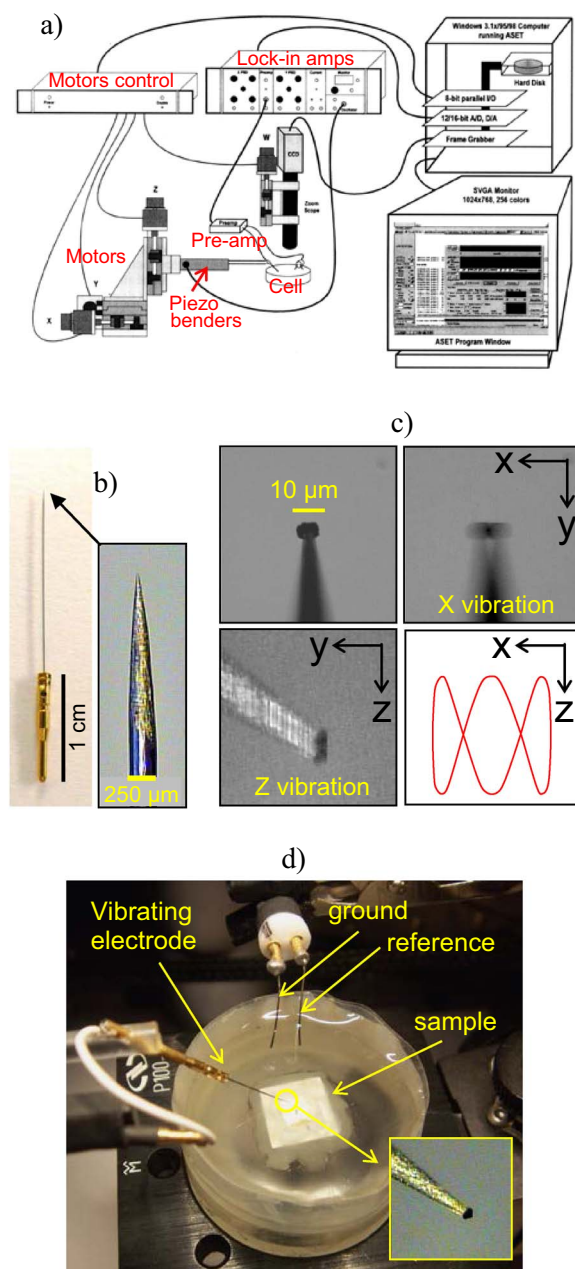 a)
Windows 3.1x/95/98 Computer
running ASET
Hard Disk
Motors control
Power
Enable
Lock-in amps
8-bit parallel I/O
12/16-bit A/D, D/A
Frame Grabber
W
CCD
Zoom
Scope
Z
Preamp
Pre-amp
Motors
Y
X
Piezo
benders
Cell
SVGA Monitor
1024x768, 256 colors
ASET Program Window
b)
1 cm
250 µm
c)
10 µm
x
y
X vibration
y
z
Z vibration
x
z
d)
Vibrating
electrode
ground
reference
sample
P100-
M